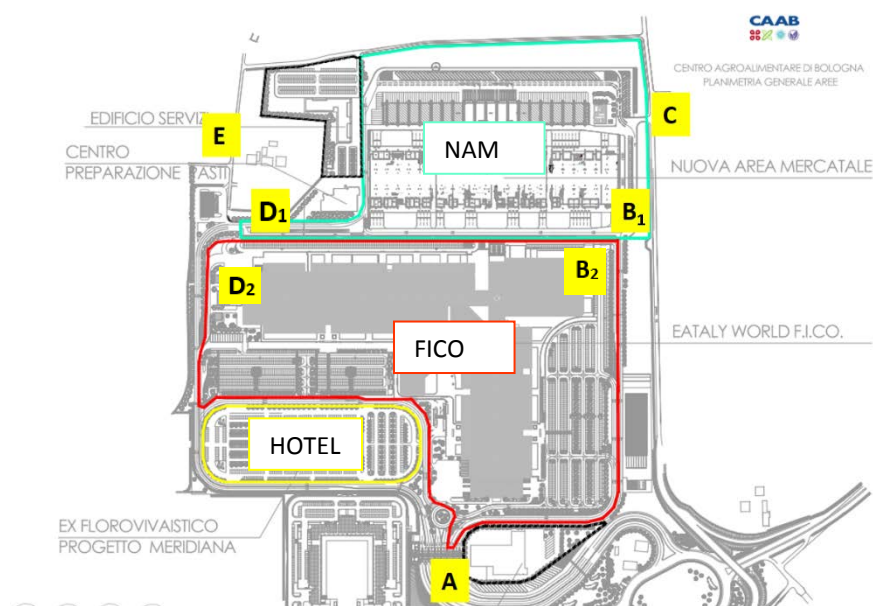 CAAB
CENTRO AGROALIMENTARE DI BOLOGNA
PLANIMETRIA GENERALE AREE
E
EDIFICIO SERVIZI
C
E
NAM
CENTRO
PREPARAZIONE PASTI
NUOVA AREA MERCATALE
D1
B1
B2
D2
EATALY WORLD F.I.CO.
FICO
HOTEL
EX FLOROVIVAISTICO
PROGETTO MERIDIANA
A